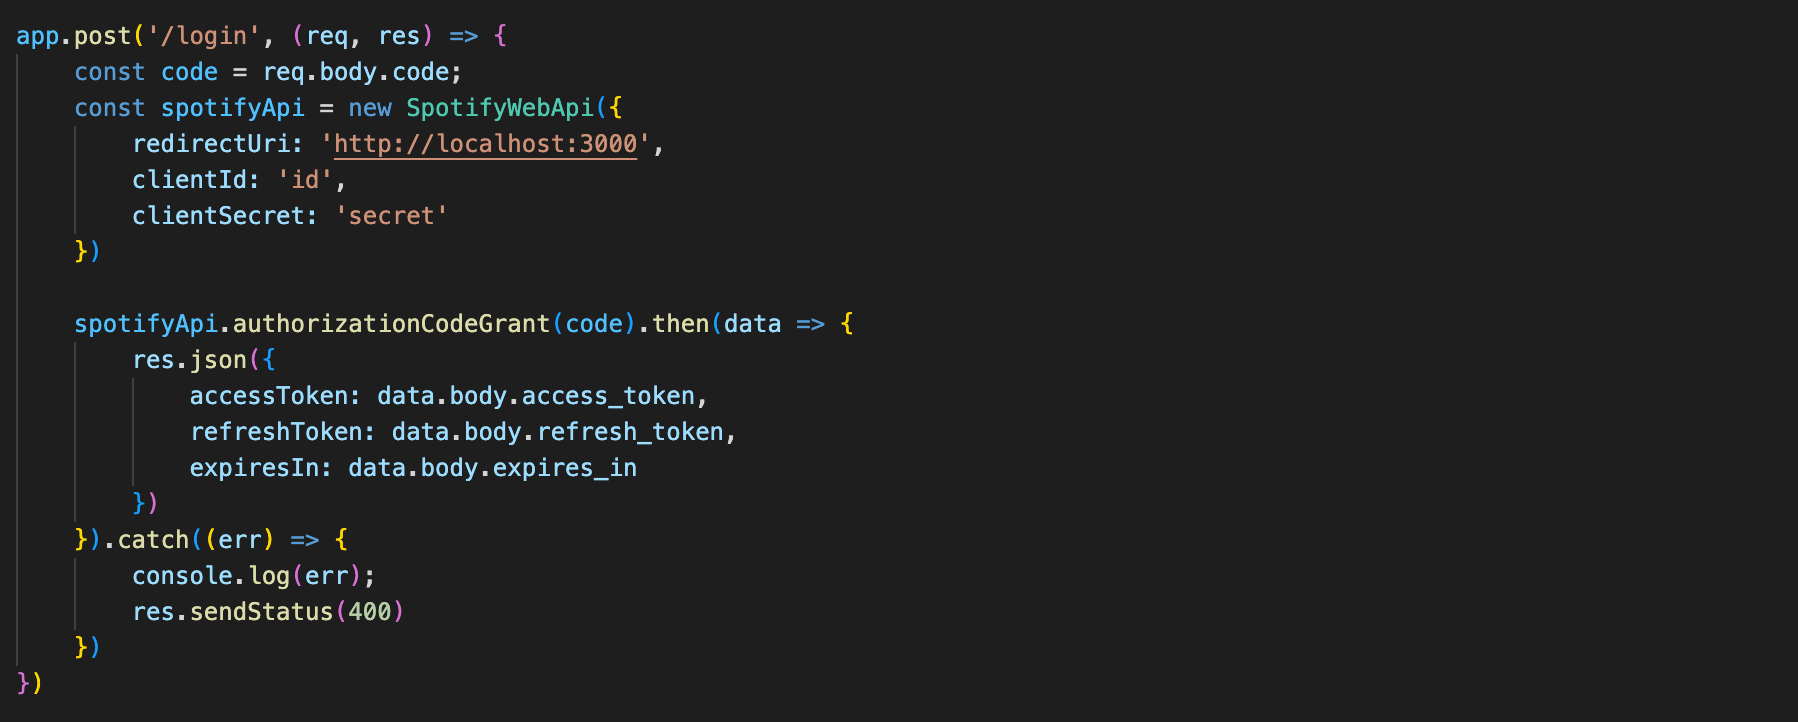 app.post('/login', (req, res) => {
    const code = req.body.code;
    const spotifyApi = new SpotifyWebApi({
        redirectUri: 'http://localhost:3000',
        clientId: 'id',
        clientSecret: 'secret'
    })

    spotifyApi.authorizationCodeGrant(code).then(data => {
        res.json({
            accessToken: data.body.access_token,
            refreshToken: data.body.refresh_token,
            expiresIn: data.body.expires_in
        })
    }).catch((err) => {
        console.log(err);
        res.sendStatus(400)
    })
})